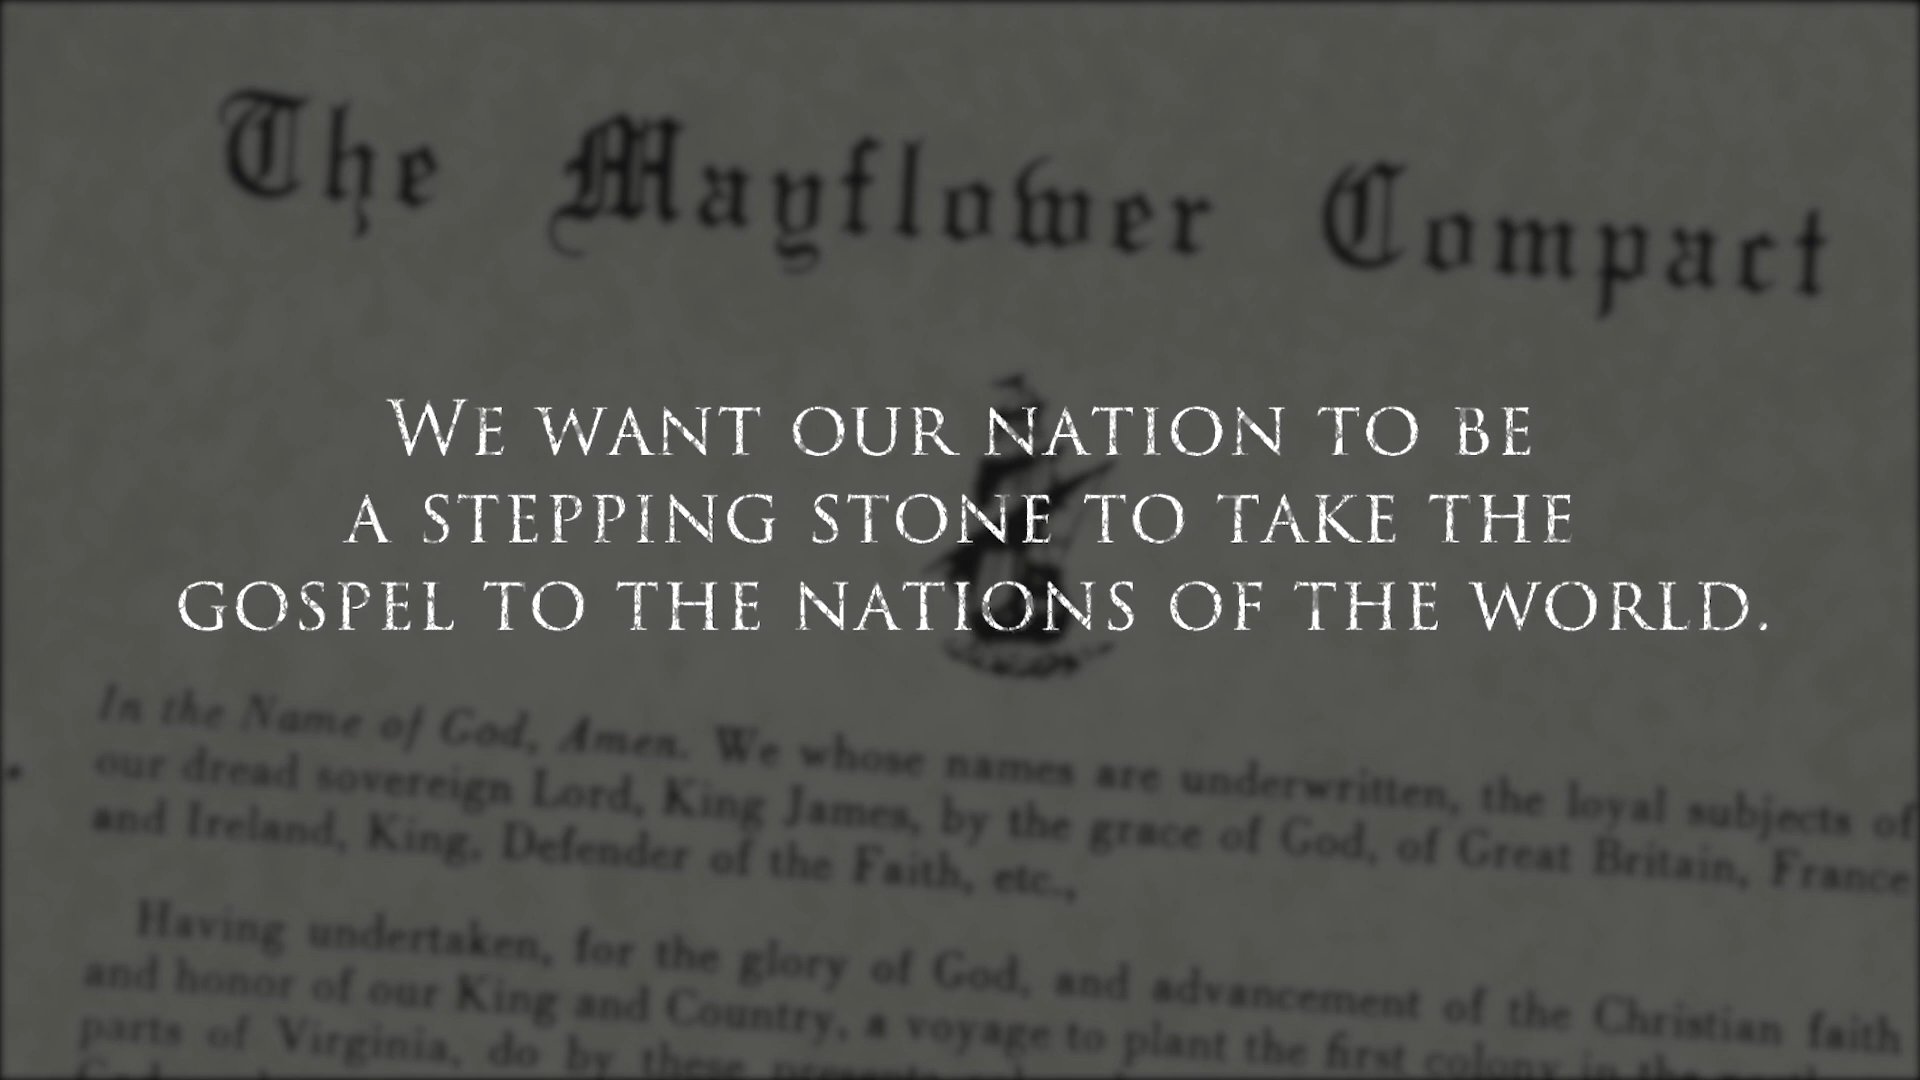 The Mayflower Compact
WE WANT OUR NATION TO BE
A STEPPING STONE TO TAKE THE
GOSPEL TO THE NATIONS OF THE WORLD.
In the Name of God, Amen. We whose names are underwritten, the loyal subjects of
our dread sovereign Lord, King James, by the grace of God, of Great Britain, France
and Ireland, King, Defender of the Faith, etc.,
Having undertaken, for the glory of God, and advancement of the Christian faith
and honor of our King and Country, a voyage to plant the first colony in the
parts of Virginia, do by these presents